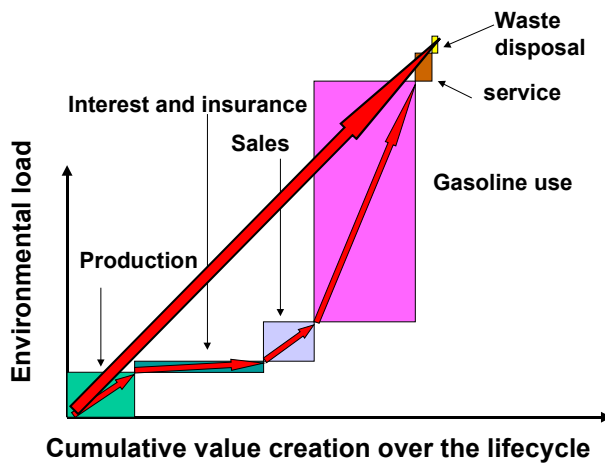 Waste
disposal
Interest and insurance
service
Sales
Gasoline use
Production
Environmental load
Cumulative value creation over the lifecycle